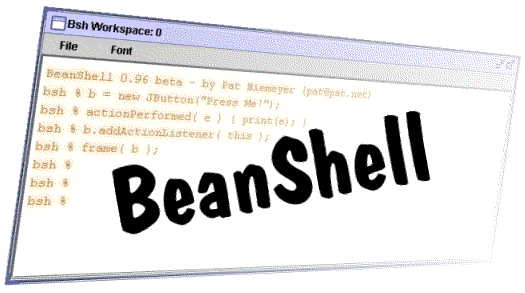 Bsh Workspace: 0
File Font
BeanShell 0.96 beta - by Pat Niemeyer (pat@pat.net)
bsh % b = new JButton("Press Me!");
bsh % actionPerformed( e ) { print(e); }
bsh % b.addActionListener( this );
bsh % frame( b );
bsh %
bsh %
bsh %
BeanShell